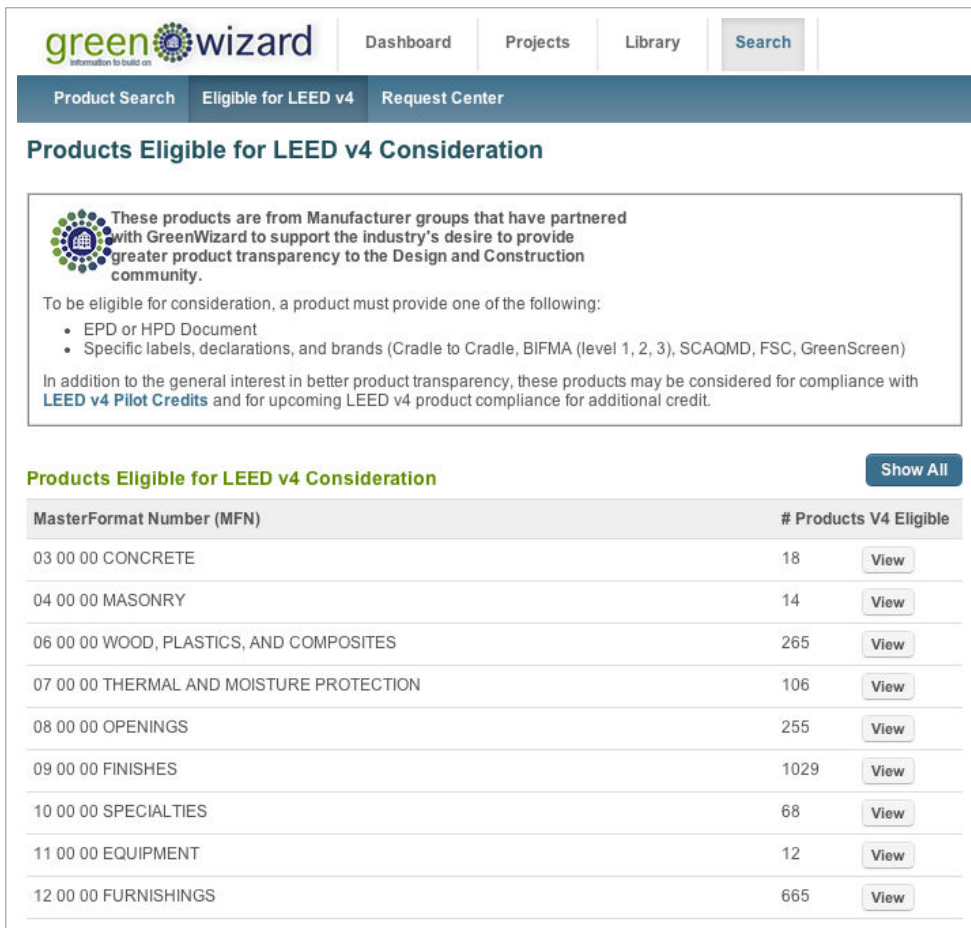 green wizard
Information to build on
Dashboard Projects Library Search
Product Search Eligible for LEED v4 Request Center
Products Eligible for LEED v4 Consideration
These products are from Manufacturer groups that have partnered
with GreenWizard to support the industry's desire to provide
greater product transparency to the Design and Construction
community.
To be eligible for consideration, a product must provide one of the following:
• EPD or HPD Document
• Specific labels, declarations, and brands (Cradle to Cradle, BIFMA (level 1, 2, 3), SCAQMD, FSC, GreenScreen)
In addition to the general interest in better product transparency, these products may be considered for compliance with
LEED v4 Pilot Credits and for upcoming LEED v4 product compliance for additional credit.
Products Eligible for LEED v4 Consideration Show All
MasterFormat Number (MFN) # Products V4 Eligible
03 00 00 CONCRETE 18 View
04 00 00 MASONRY 14 View
06 00 00 WOOD, PLASTICS, AND COMPOSITES 265 View
07 00 00 THERMAL AND MOISTURE PROTECTION 106 View
08 00 00 OPENINGS 255 View
09 00 00 FINISHES 1029 View
10 00 00 SPECIALTIES 68 View
11 00 00 EQUIPMENT 12 View
12 00 00 FURNISHINGS 665 View